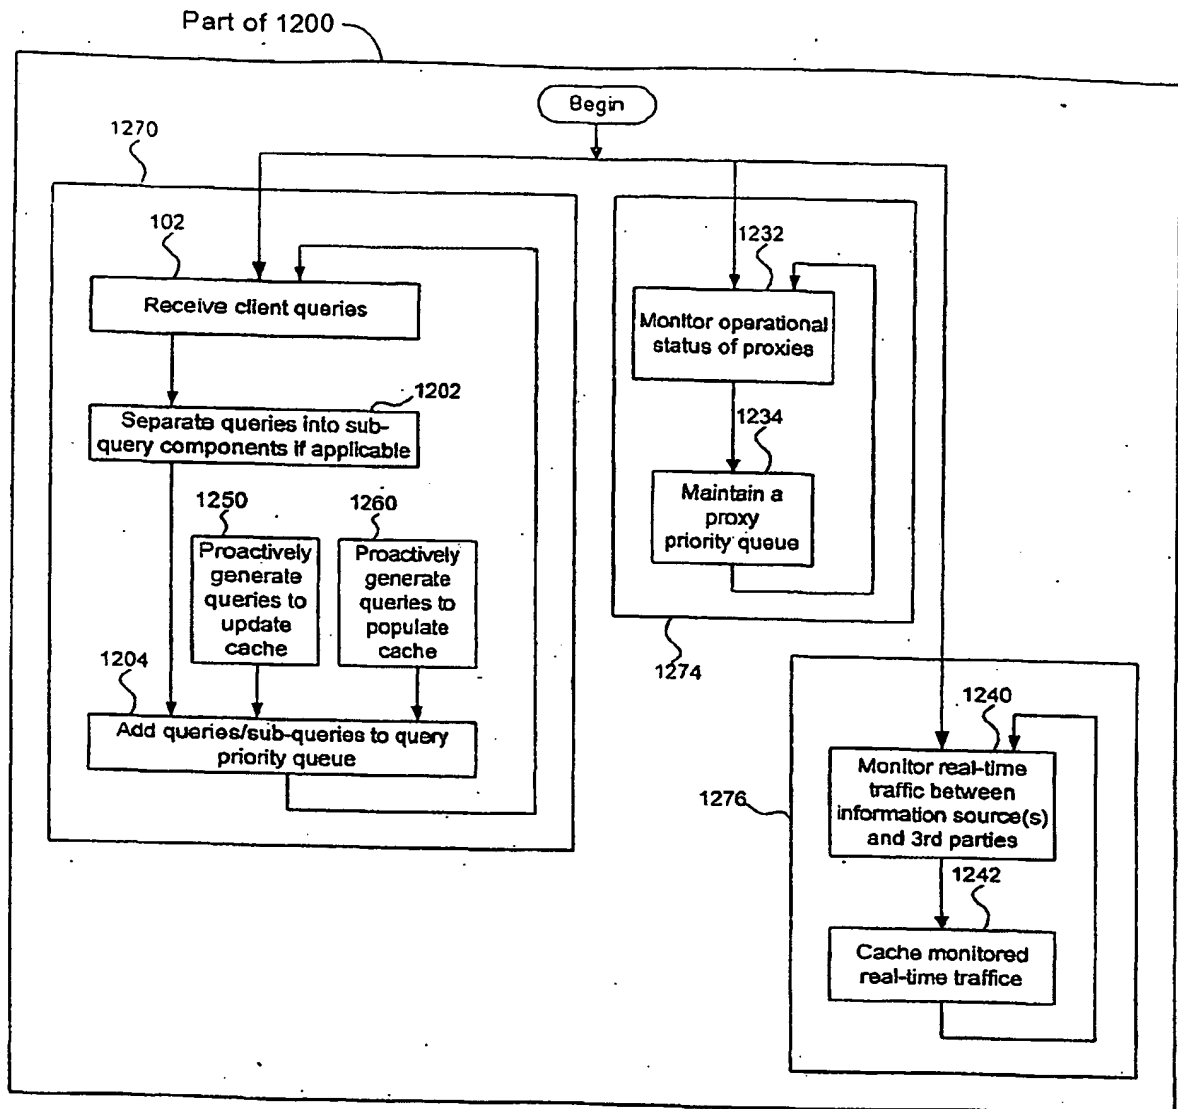 Part of 1200
Begin
1270
102
Receive client queries
1202
Separate queries into sub-
query components if applicable
1250
Proactively
generate
queries to
update
cache
1260
Proactively
generate
queries to
populate
cache
1204
Add queries/sub-queries to query
priority queue
1232
Monitor operational
status of proxies
1234
Maintain a
proxy
priority queue
1274
1240
Monitor real-time
traffic between
information source(s)
and 3rd parties
1276
1242
Cache monitored
real-time traffice